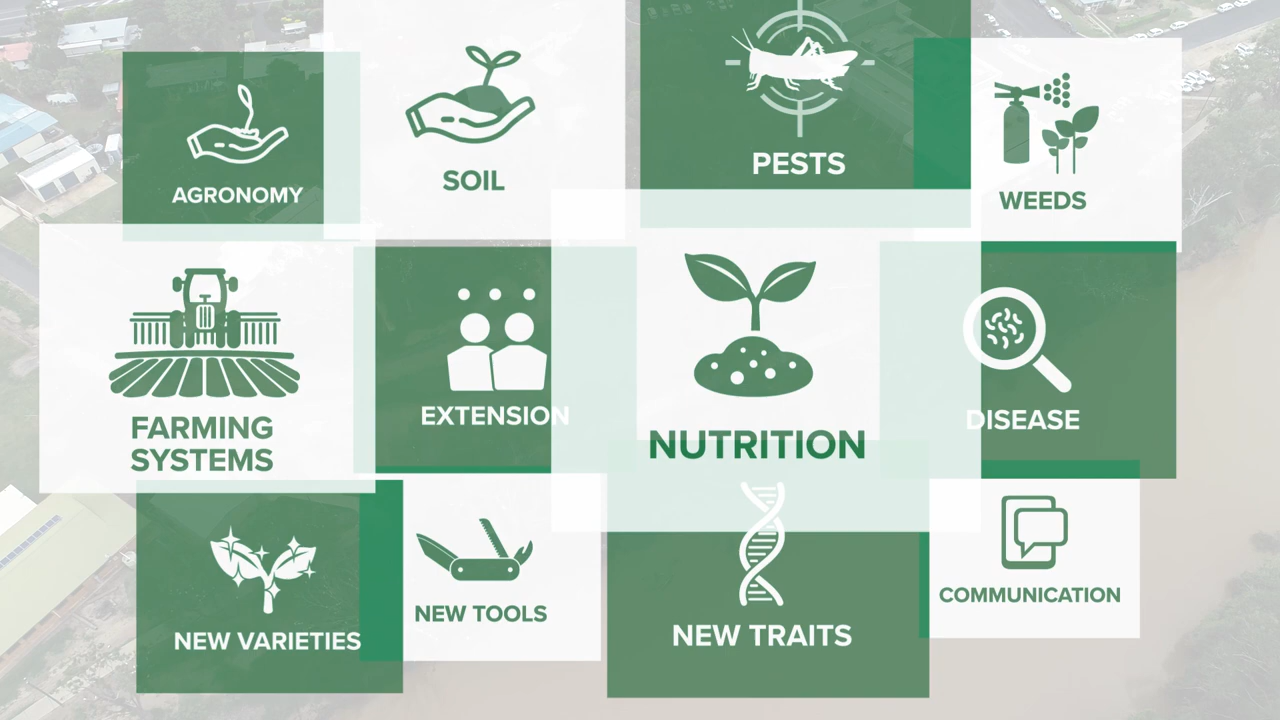 AGRONOMY
SOIL
PESTS
WEEDS
FARMING
SYSTEMS
EXTENSION
NUTRITION
DISEASE
NEW VARIETIES
NEW TOOLS
NEW TRAITS
COMMUNICATION